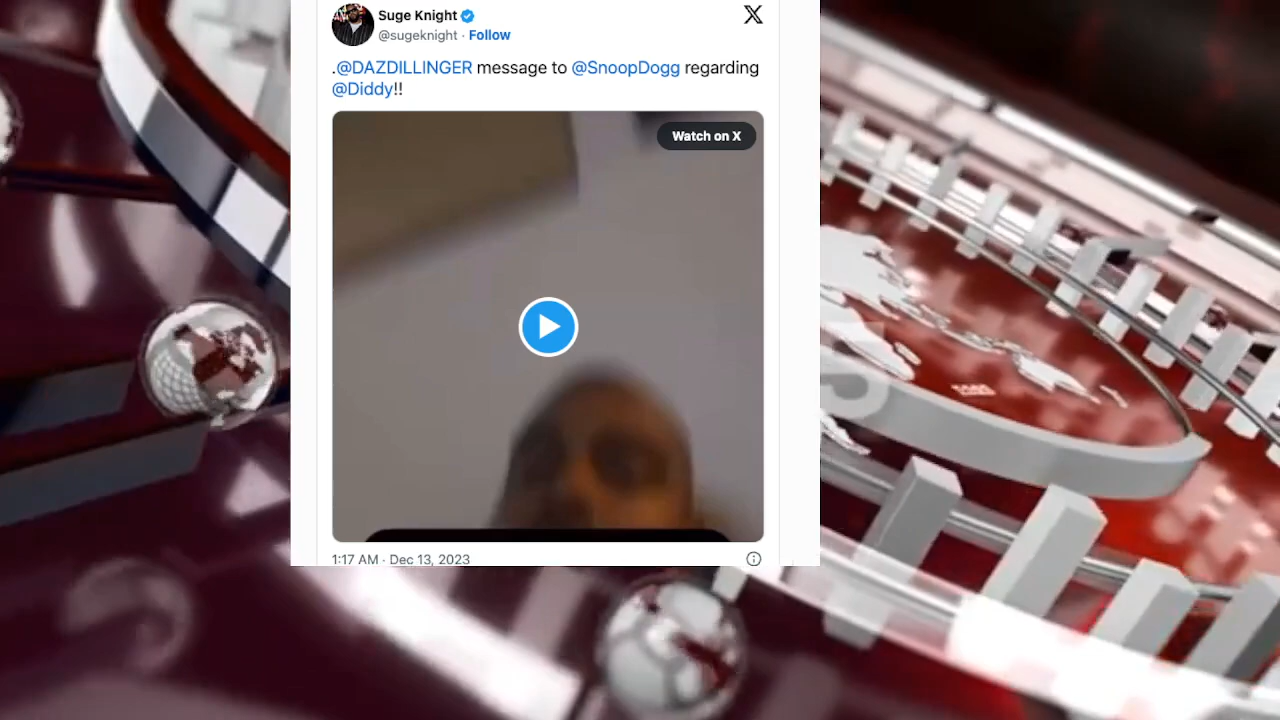 Suge Knight
@sugeknight · Follow
.@DAZDILLINGER message to @SnoopDogg regarding
@Diddy!!
Watch on X
1:17 AM · Dec 13, 2023